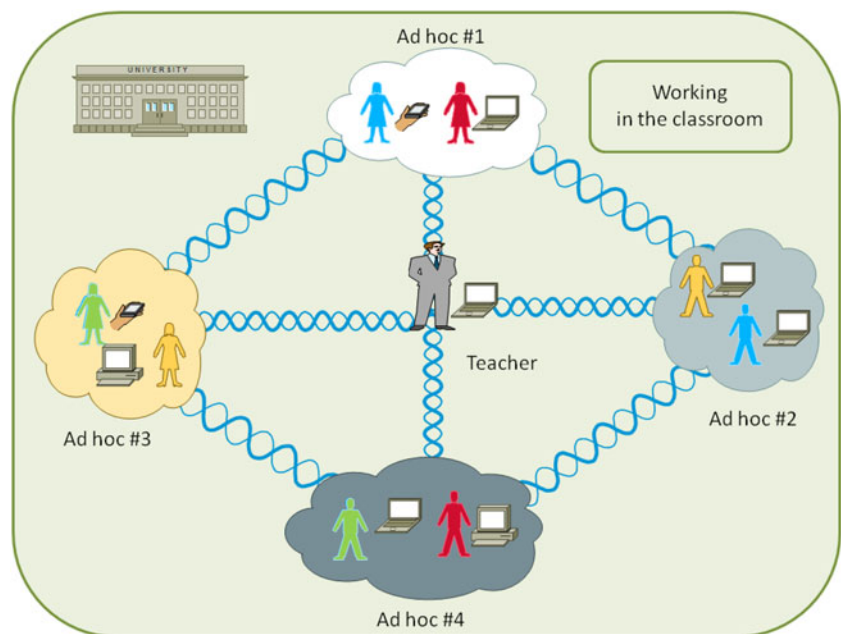 Ad hoc #1
UNIVERSITY
Working
in the classroom
Teacher
Ad hoc #2
Ad hoc #3
Ad hoc #4